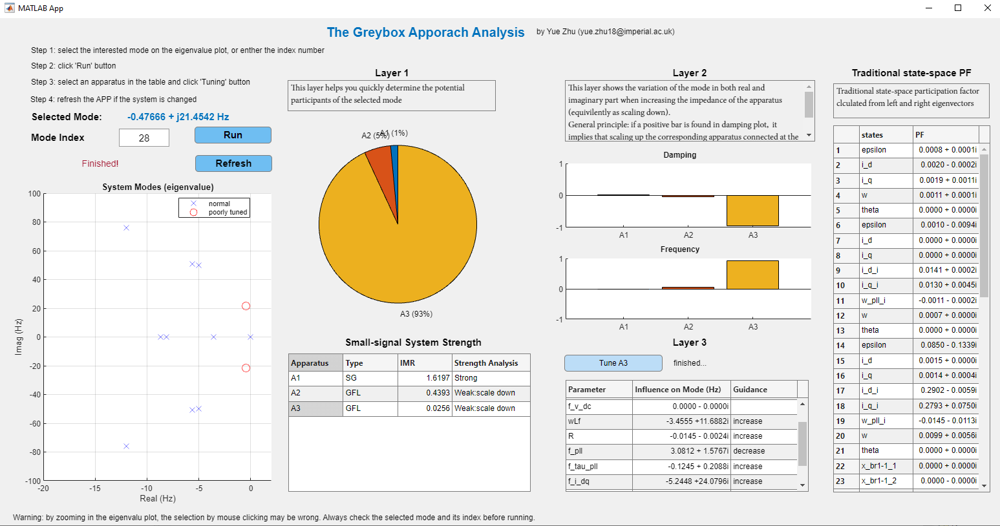 MATLAB App
The Greybox Apporach Analysis
by Yue Zhu (yue.zhu18@imperial.ac.uk)
Step 1: select the interested mode on the eigenvalue plot, or enther the index number
Step 2: click 'Run' button
Step 3: select an apparatus in the table and click 'Tuning' button
Step 4: refresh the APP if the system is changed
Selected Mode: -0.47666 + j21.4542 Hz
Mode Index 28 Run
Finished! Refresh
System Modes (eigenvalue)
normal
poorly tuned
100
80
60
40
20
0
-20
-40
-60
-80
-100
-20 -15 -10 -5 0
Imag (Hz)
Real (Hz)
Layer 1
This layer helps you quickly determine the potential
participants of the selected mode
A2 (5%)
A1 (1%)
A3 (93%)
Small-signal System Strength
Apparatus Type IMR Strength Analysis
A1 SG 1.6197 Strong
A2 GFL 0.4393 Weak:scale down
A3 GFL 0.0256 Weak:scale down
Layer 2
This layer shows the variation of the mode in both real and
imaginary part when increasing the impedance of the apparatus
(equivilently as scaling down).
General principle: if a positive bar is found in damping plot, it
implies that scaling up the corresponding apparatus connected at the
Damping
1
0
-1
A1 A2 A3
Frequency
1
0
-1
A1 A2 A3
Layer 3
Tune A3 finished...
Parameter Influence on Mode (Hz) Guidance
f_v_dc 0.0000 - 0.0000i
wLf -3.4555 +11.6882i increase
R -0.0145 - 0.0024i increase
f_pll 3.0812 + 1.5767i decrease
f_tau_pll -0.1245 + 0.2088i increase
f_i_dq -5.2448 +24.0796i increase
Traditional state-space PF
Traditional state-space participation factor
clculated from left and right eigenvectors
states PF
1 epsilon 0.0008 + 0.0001i
2 i_d 0.0020 - 0.0002i
3 i_q 0.0019 + 0.0011i
4 w 0.0011 + 0.0001i
5 theta 0.0000 + 0.0000i
6 epsilon 0.0010 - 0.0094i
7 i_d 0.0000 + 0.0000i
8 i_q 0.0000 + 0.0000i
9 i_d_i 0.0141 + 0.0002i
10 i_q_i 0.0130 + 0.0045i
11 w_pll_i -0.0011 - 0.0002i
12 w 0.0007 + 0.0000i
13 theta 0.0000 + 0.0000i
14 epsilon 0.0850 - 0.1339i
15 i_d 0.0015 + 0.0000i
16 i_q 0.0014 + 0.0004i
17 i_d_i 0.2902 - 0.0059i
18 i_q_i 0.2793 + 0.0750i
19 w_pll_i -0.0145 - 0.0113i
20 w 0.0099 + 0.0056i
21 theta 0.0000 + 0.0000i
22 x_br1-1_1 0.0000 + 0.0000i
23 x_br1-1_2 0.0000 - 0.0000i
Warning: by zooming in the eigenvalu plot, the selection by mouse clicking may be wrong. Always check the selected mode and its index before running.